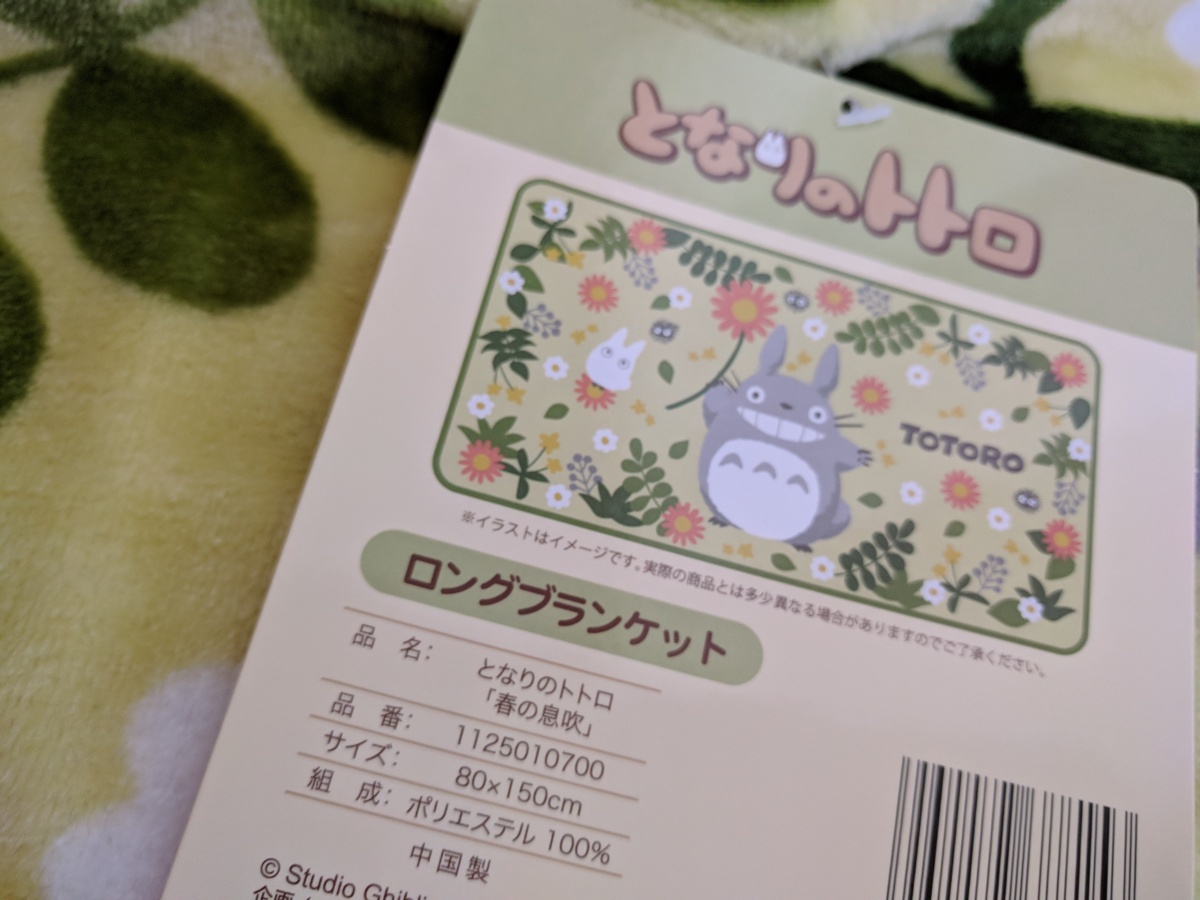 となりのトトロ
TOTORO
※イラストはイメージです。実際の商品とは多少異なる場合がありますのでご了承ください。
ロングブランケット
品 名: となりのトトロ
「春の息吹」
品 番: 1125010700
サイズ: 80×150cm
組 成: ポリエステル 100%
中国製
© Studio Ghibli
企画